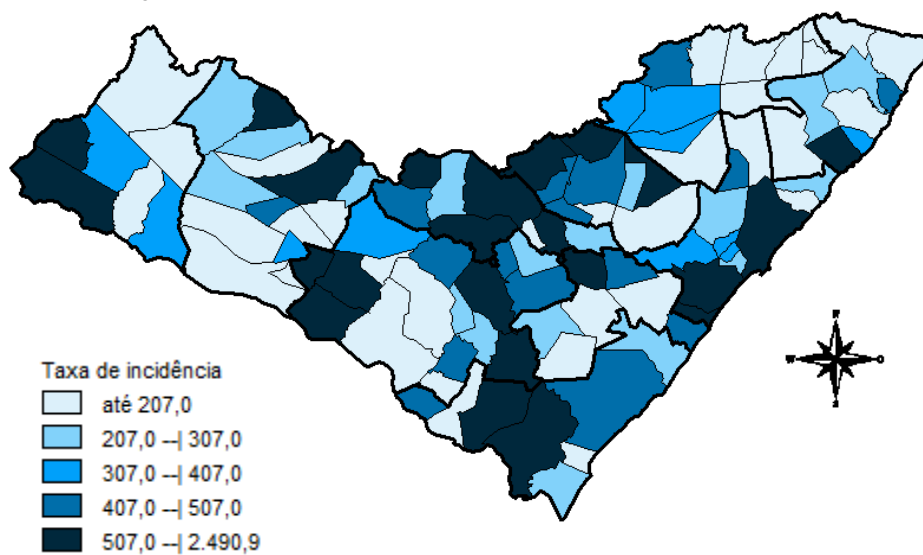 N
W
O
S
Taxa de incidência
até 207,0
207,0 --| 307,0
307,0 --| 407,0
407,0 --| 507,0
507,0 --| 2.490,9